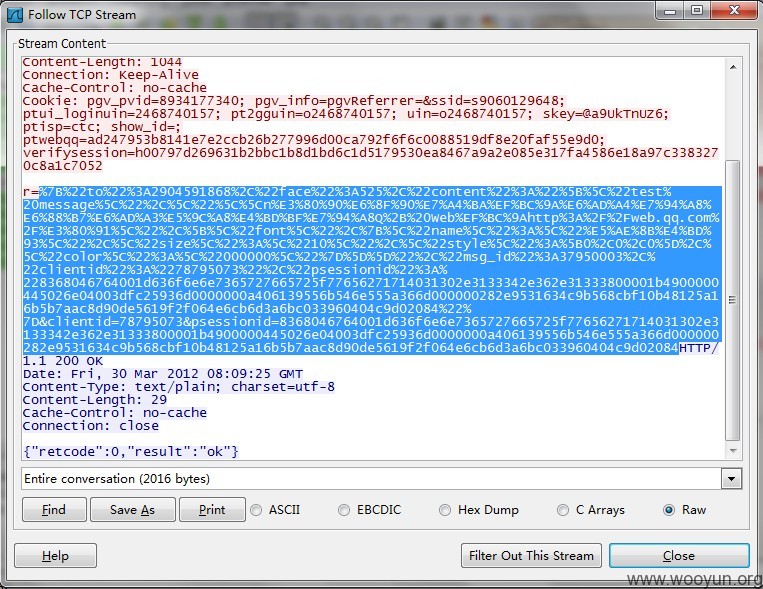 Follow TCP Stream
Stream Content
Content-Length: 1044
Connection: Keep-Alive
Cache-Control: no-cache
Cookie: pgv_pvid=8934177340; pgv_info=pgvReferrer=&ssid=s9060129648;
ptui_loginuin=2468740157; pt2gguin=o2468740157; uin=o2468740157; skey=@a9UkTnUZ6;
ptisp=ctc; show_id=;
ptwebqq=ad247953b8141e7e2ccb26b277996d00ca792f6f6c0088519df8e20faf55e9d0;
verifysession=h00797d269631b2bbc1b8d1bd6c1d5179530ea8467a9a2e085e317fa4586e18a97c338327
0c8a1c7052
r=%7B%22to%22%3A2904591868%2C%22face%22%3A525%2C%22content%22%3A%22%5B%5C%22test%
20message%5C%22%2C%5C%22%5C%5Cn%E3%80%90%E6%8F%90%E7%A4%BA%EF%BC%9A%E6%AD%A4%E7%94%A8%
E6%88%B7%E6%AD%A3%E5%9C%A8%E4%BD%BF%E7%94%A8Q%2B%20Web%EF%BC%9Ahttp%3A%2F%2Fweb.qq.com%
2F%E3%80%91%5C%22%2C%5B%5C%22font%5C%22%2C%7B%5C%22name%5C%22%3A%5C%22%E5%AE%8B%E4%BD%
93%5C%22%2C%5C%22size%5C%22%3A%5C%2210%5C%22%2C%5C%22style%5C%22%3A%5B0%2C0%2C0%5D%2C%
5C%22color%5C%22%3A%5C%22000000%5C%22%7D%5D%5D%22%2C%22msg_id%22%3A37950003%2C%
22clientid%22%3A%2278795073%22%2C%22psessionid%22%3A%
228368046764001d636f6e6e7365727665725f77656271714031302e3133342e362e31333800001b4900000
445026e04003dfc25936d0000000a406139556b546e555a366d000000282e9531634c9b568cbf10b48125a1
6b5b7aac8d90de5619f2f064e6cb6d3a6bc033960404c9d02084%22%
7D&clientid=78795073&psessionid=8368046764001d636f6e6e7365727665725f77656271714031302e3
133342e362e31333800001b4900000445026e04003dfc25936d0000000a406139556b546e555a366d000000
282e9531634c9b568cbf10b48125a16b5b7aac8d90de5619f2f064e6cb6d3a6bc033960404c9d02084HTTP/
1.1 200 OK
Date: Fri, 30 Mar 2012 08:09:25 GMT
Content-Type: text/plain; charset=utf-8
Content-Length: 29
Cache-Control: no-cache
Connection: close
{"retcode":0,"result":"ok"}
Entire conversation (2016 bytes)
Find Save As Print ASCII EBCDIC Hex Dump C Arrays Raw
Help Filter Out This Stream Close
www.wooyun.org